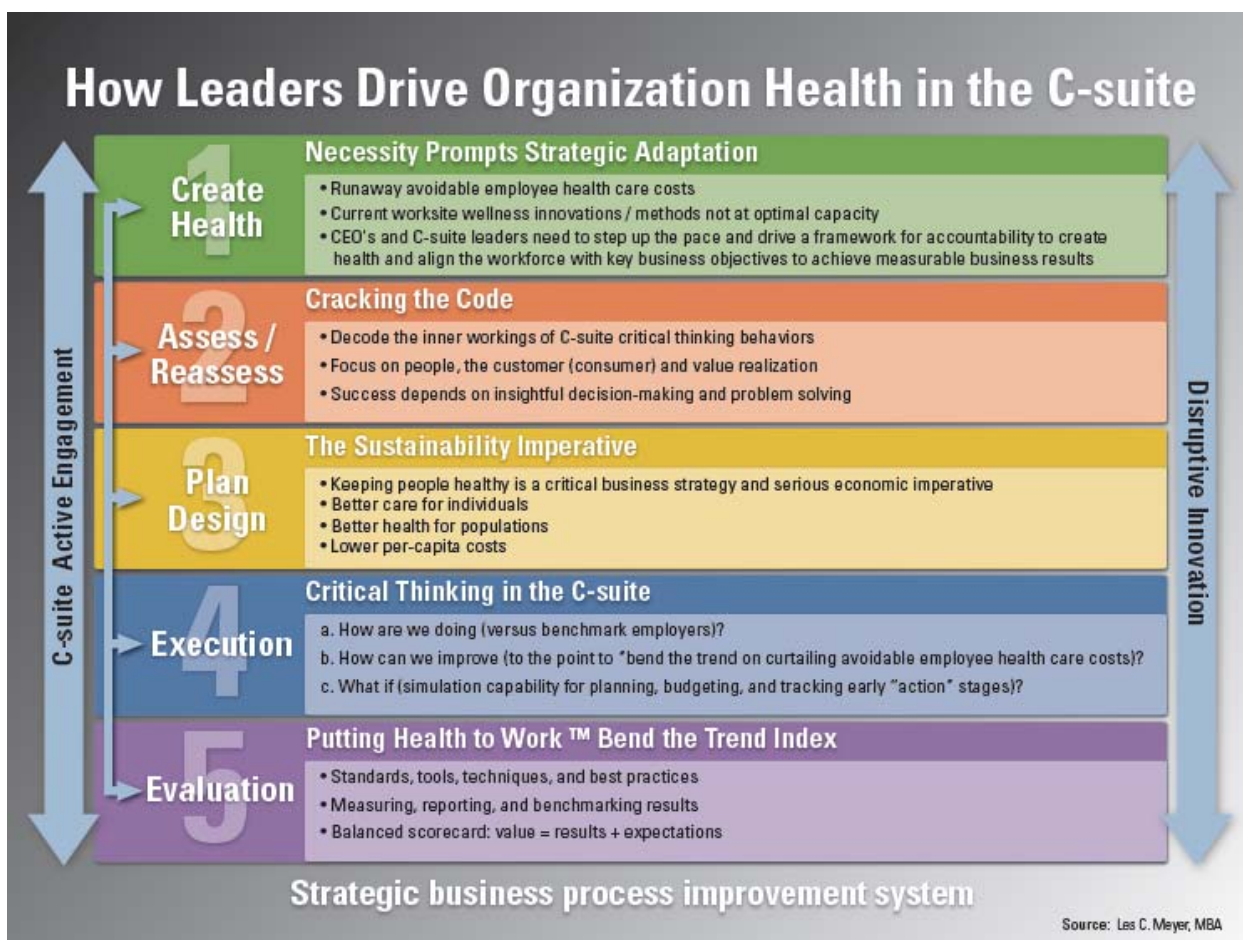 How Leaders Drive Organization Health in the C-suite
C-suite Active Engagement
1
Create
Health
Necessity Prompts Strategic Adaptation
• Runaway avoidable employee health care costs
• Current worksite wellness innovations / methods not at optimal capacity
• CEO's and C-suite leaders need to step up the pace and drive a framework for accountability to create
health and align the workforce with key business objectives to achieve measurable business results
2
Assess /
Reassess
Cracking the Code
• Decode the inner workings of C-suite critical thinking behaviors
• Focus on people, the customer (consumer) and value realization
• Success depends on insightful decision-making and problem solving
3
Plan
Design
The Sustainability Imperative
• Keeping people healthy is a critical business strategy and serious economic imperative
• Better care for individuals
• Better health for populations
• Lower per-capita costs
4
Execution
Critical Thinking in the C-suite
a. How are we doing (versus benchmark employers)?
b. How can we improve (to the point to "bend the trend on curtailing avoidable employee health care costs)?
c. What if (simulation capability for planning, budgeting, and tracking early "action" stages)?
5
Evaluation
Putting Health to Work ™ Bend the Trend Index
• Standards, tools, techniques, and best practices
• Measuring, reporting, and benchmarking results
• Balanced scorecard: value = results + expectations
Disruptive Innovation
Strategic business process improvement system
Source: Les C. Meyer, MBA